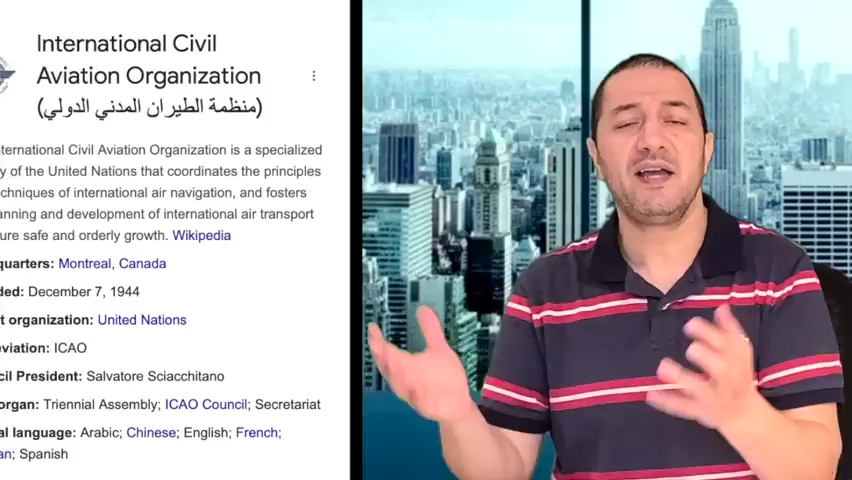 International Civil
Aviation Organization
(منظمة الطيران المدني الدولي)
ternational Civil Aviation Organization is a specialized
y of the United Nations that coordinates the principles
chniques of international air navigation, and fosters
anning and development of international air transport
ure safe and orderly growth. Wikipedia
quarters: Montreal, Canada
ded: December 7, 1944
t organization: United Nations
eviation: ICAO
cil President: Salvatore Sciacchitano
organ: Triennial Assembly; ICAO Council; Secretariat
al language: Arabic; Chinese; English; French;
an; Spanish